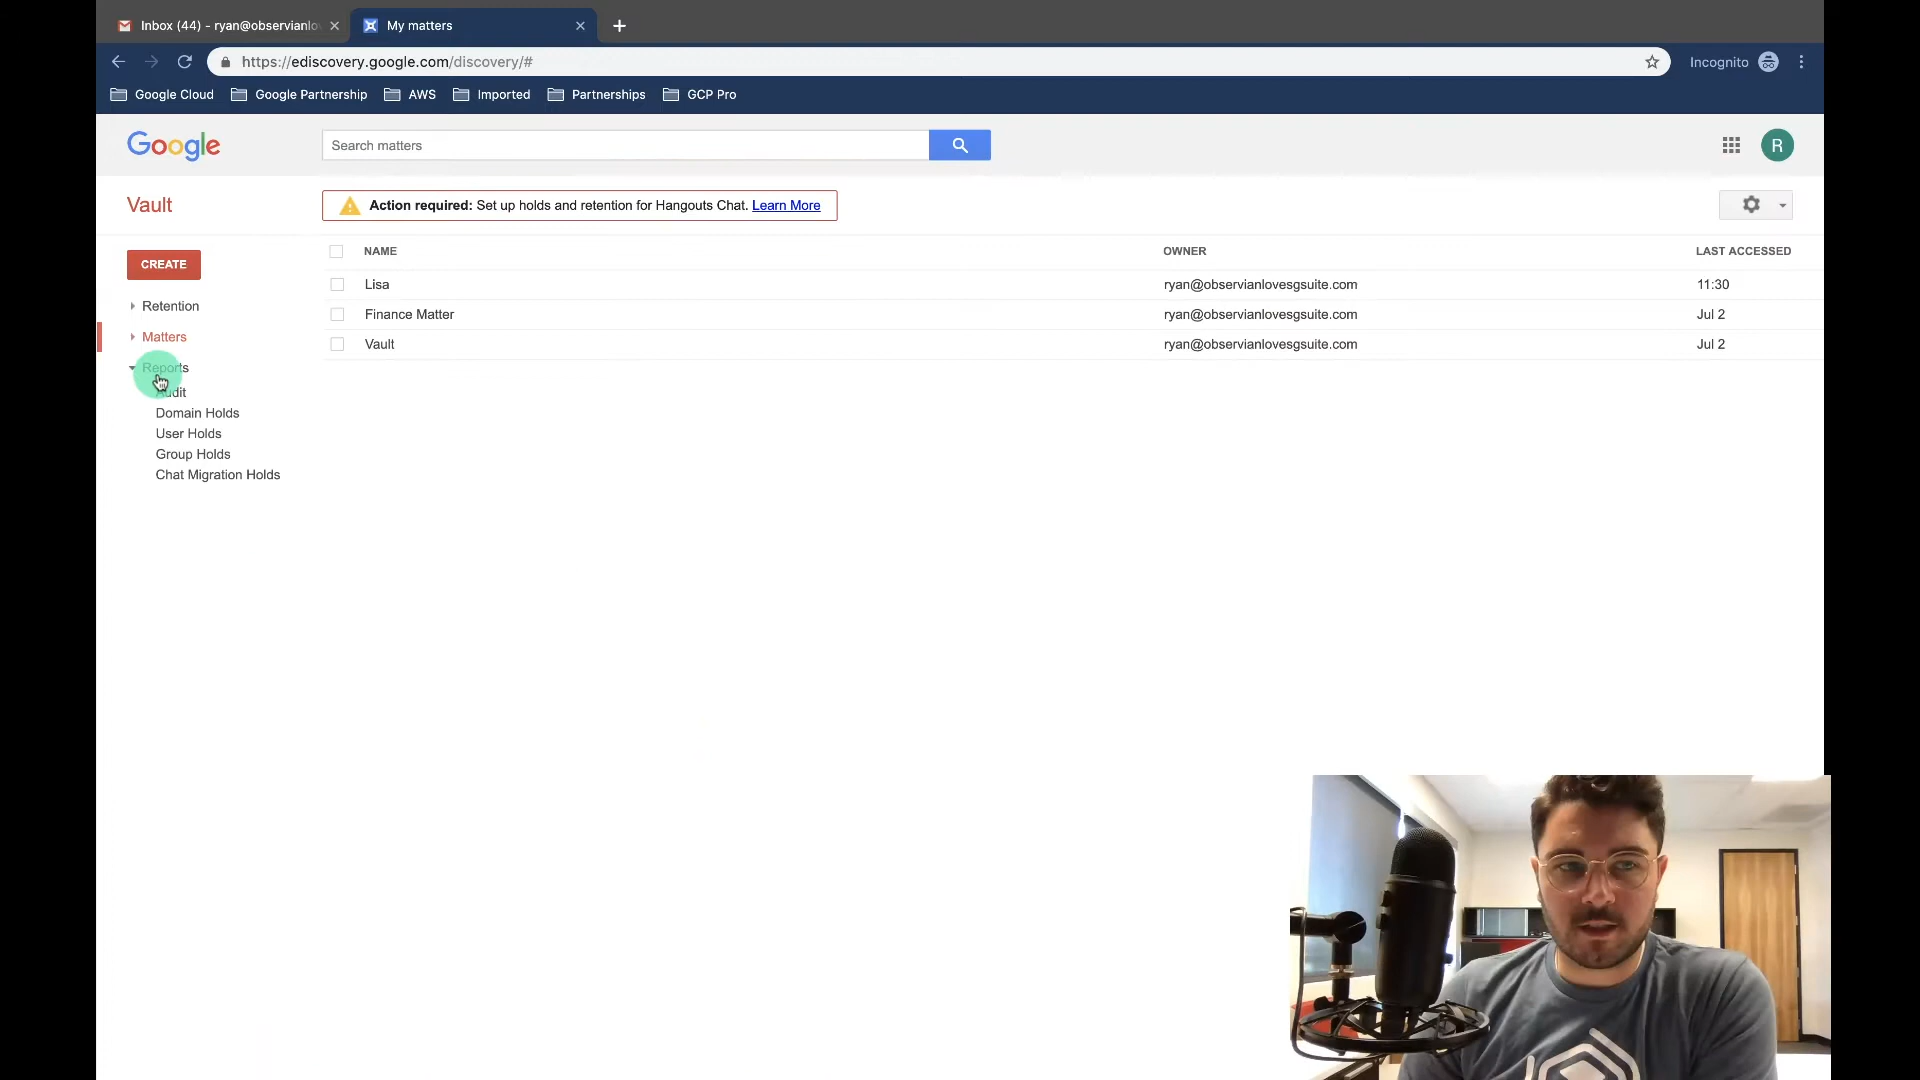 Inbox (44) - ryan@observianlo
My matters
https://ediscovery.google.com/discovery/#
Incognito
Google Cloud
Google Partnership
AWS
Imported
Partnerships
GCP Pro
Google
Search matters
R
Vault
Action required: Set up holds and retention for Hangouts Chat. Learn More
CREATE
NAME OWNER LAST ACCESSED
Lisa ryan@observianlovesgsuite.com 11:30
Finance Matter ryan@observianlovesgsuite.com Jul 2
Vault ryan@observianlovesgsuite.com Jul 2
Retention
Matters
Reports
Audit
Domain Holds
User Holds
Group Holds
Chat Migration Holds